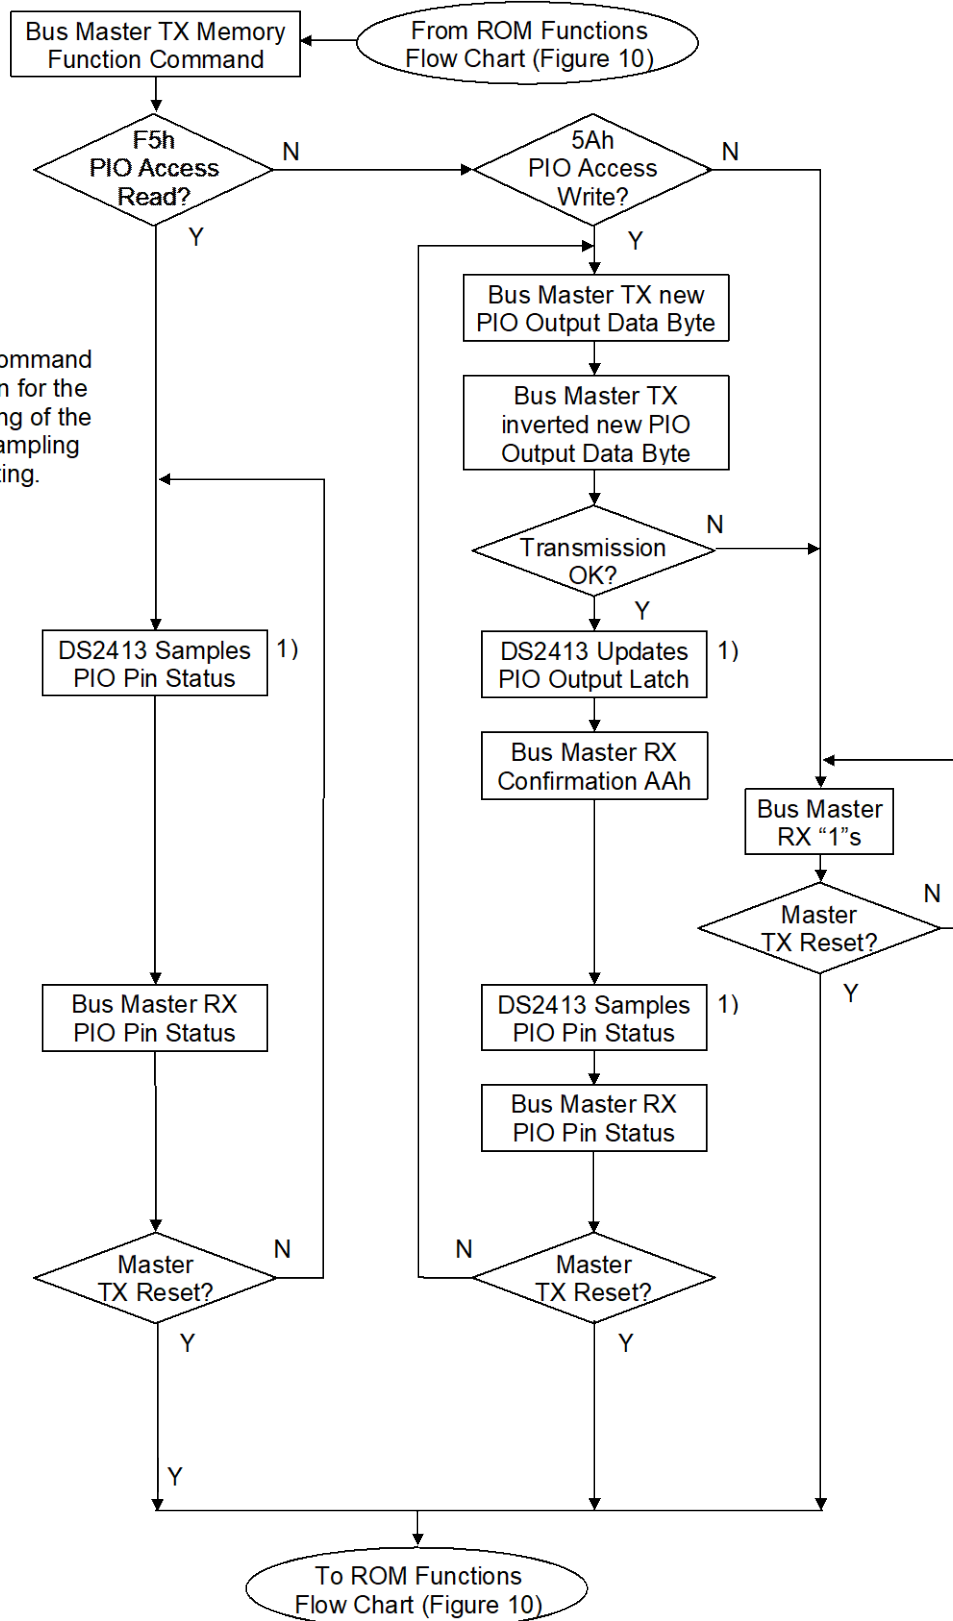 Bus Master TX Memory
Function Command
From ROM Functions
Flow Chart (Figure 10)
F5h
PIO Access
Read?
N
Y
5Ah
PIO Access
Write?
N
Y
Bus Master TX new
PIO Output Data Byte
Bus Master TX
inverted new PIO
Output Data Byte
of the
for the
Transmission
OK?
N
Y
DS2413 Samples
PIO Pin Status
1)
DS2413 Updates
PIO Output Latch
1)
Bus Master RX
Confirmation AAh
Bus Master
RX “1”s
Master
TX Reset?
N
Y
Bus Master RX
PIO Pin Status
DS2413 Samples
PIO Pin Status
1)
Bus Master RX
PIO Pin Status
Master
TX Reset?
N
Y
Y
Master
TX Reset?
N
Y
To ROM Functions
Flow Chart (Figure 10)